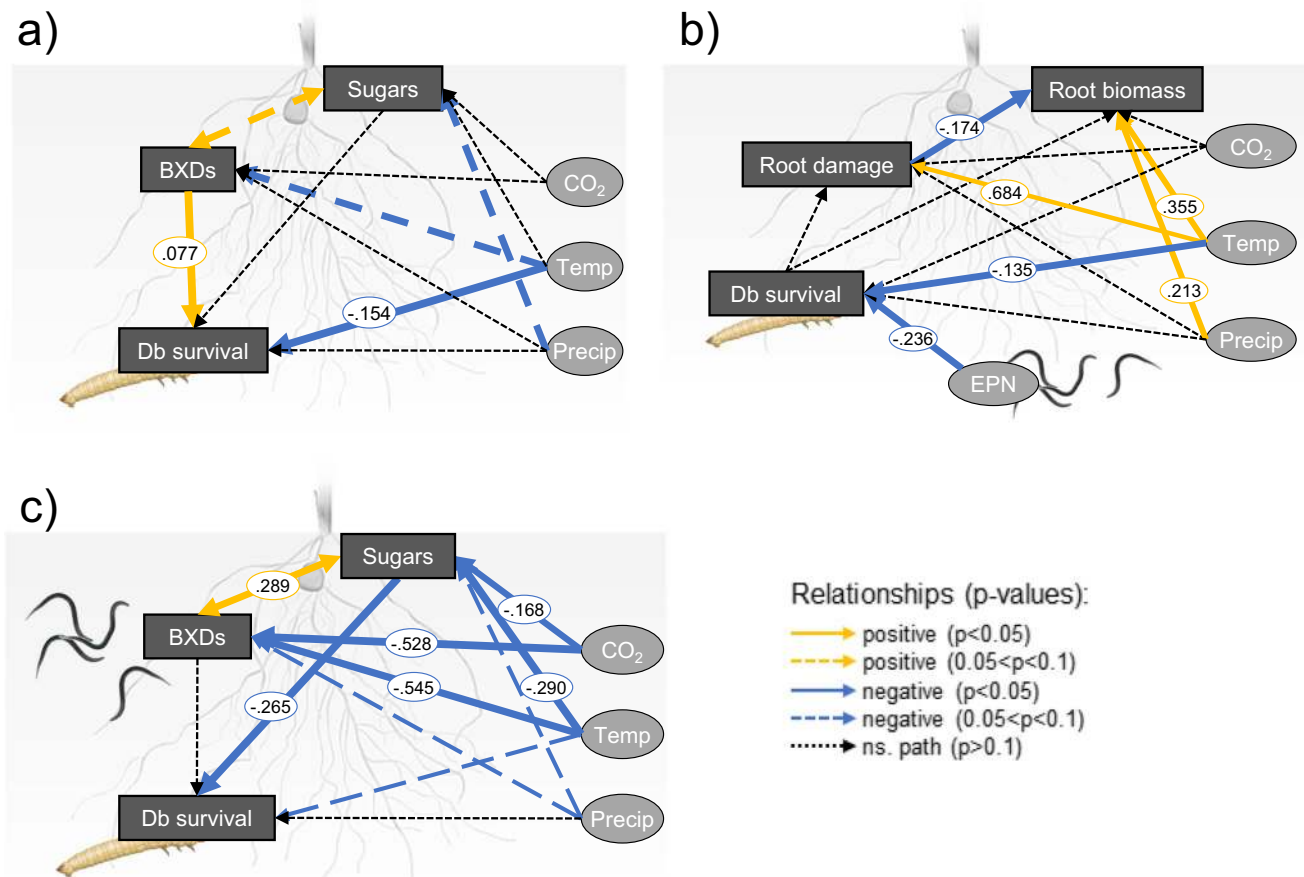 a)
Sugars
BXDs
CO2
.077
Temp
-.154
Db survival
Precip
b)
Root biomass
-.174
CO2
Root damage
.684
.355
Temp
-.135
Db survival
.213
Precip
-.236
EPN
c)
Sugars
.289
-.168
BXDs
-.528
CO2
-.545
-.290
-.265
Temp
Db survival
Precip
Relationships (p-values):
positive (p<0.05)
positive (0.05<p<0.1)
negative (p<0.05)
negative (0.05<p<0.1)
ns. path (p>0.1)